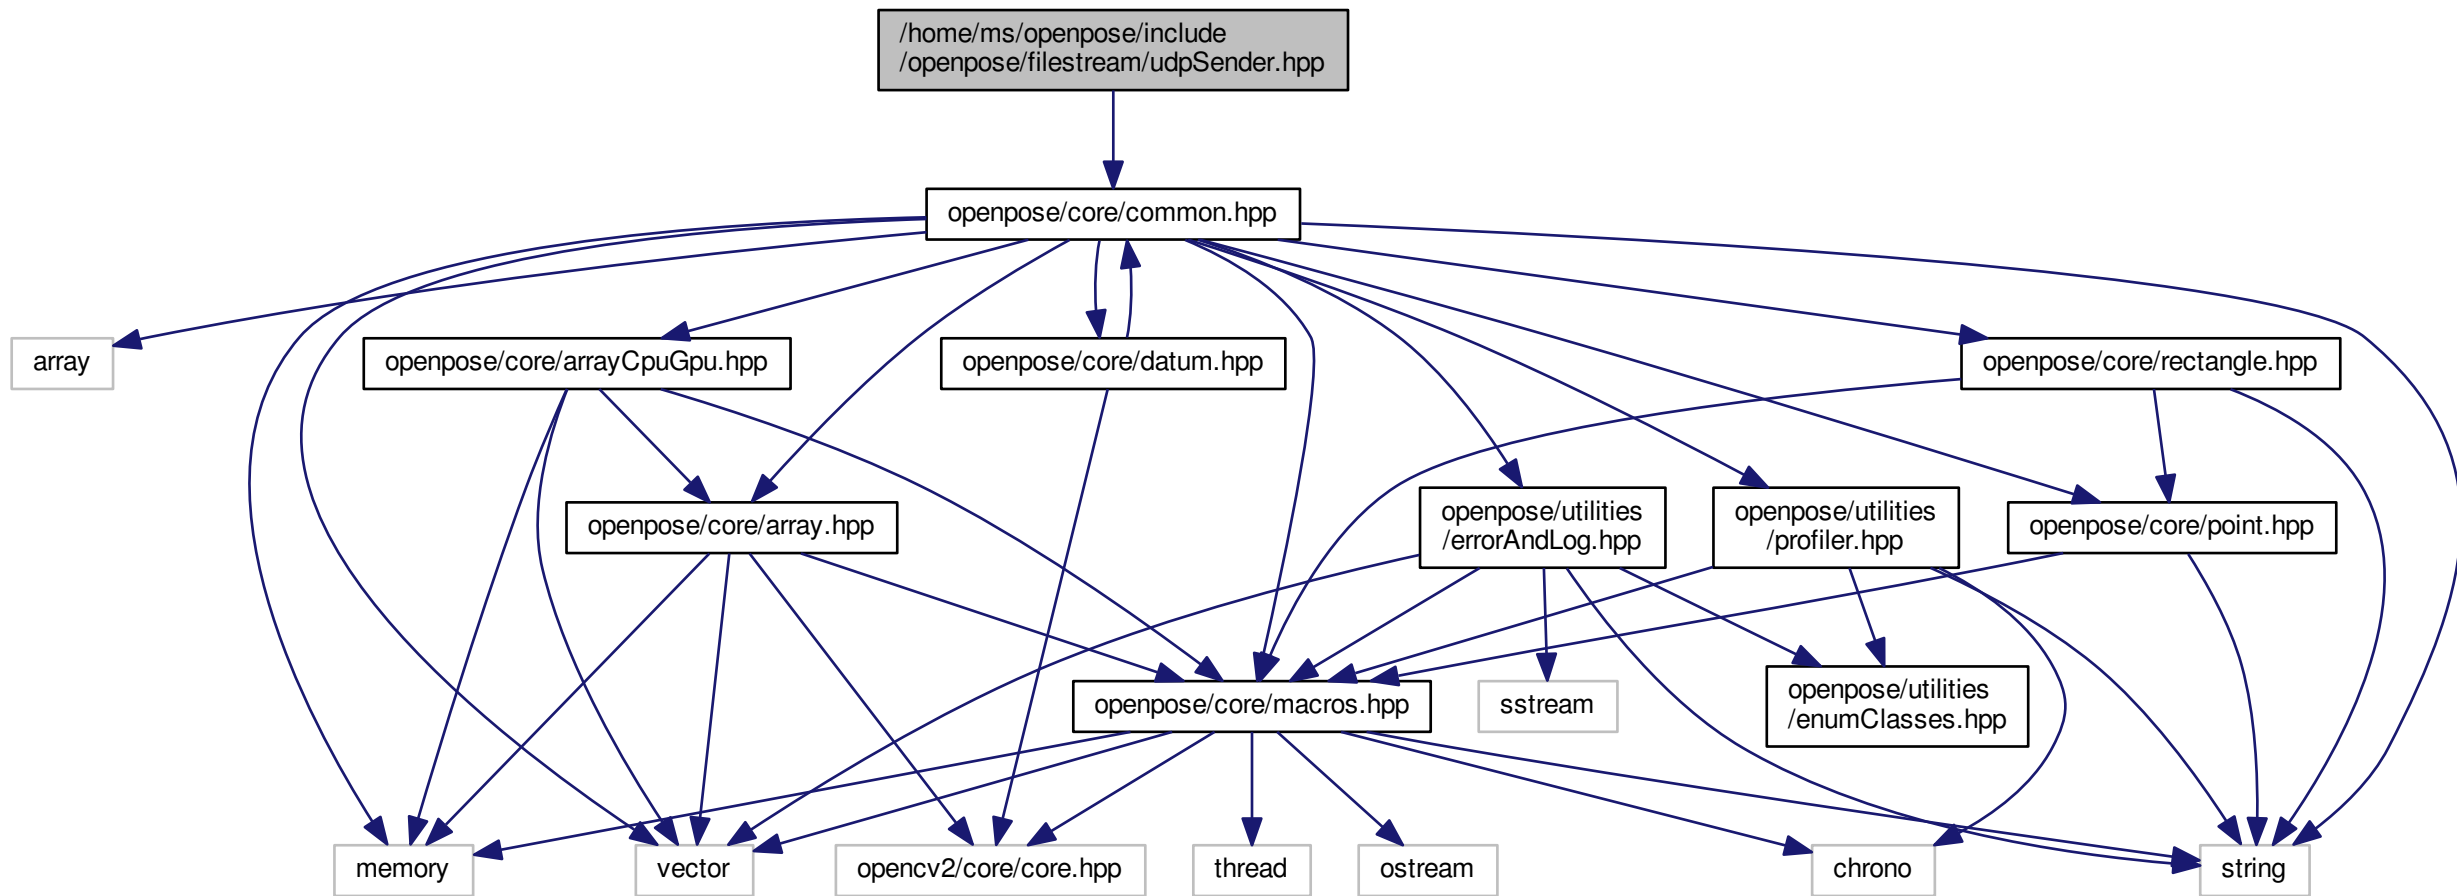 /home/ms/openpose/include
/openpose/filestream/udpSender.hpp
openpose/core/common.hpp
array
openpose/core/arrayCpuGpu.hpp
openpose/core/datum.hpp
openpose/core/rectangle.hpp
openpose/core/array.hpp
openpose/utilities
/errorAndLog.hpp
openpose/utilities
/profiler.hpp
openpose/core/point.hpp
openpose/core/macros.hpp
sstream
openpose/utilities
/enumClasses.hpp
memory
vector
opencv2/core/core.hpp
thread
ostream
chrono
string